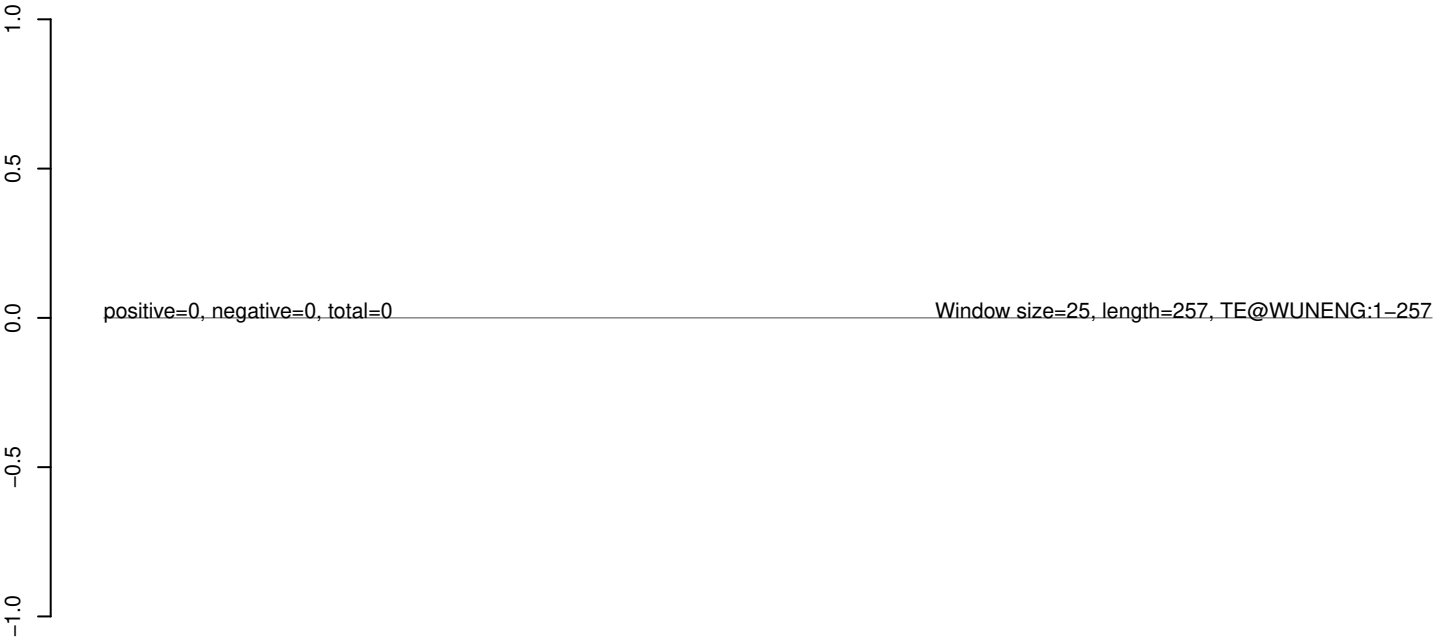 1.0
0.5
positive=0, negative=0, total=0
Window size=25, length=257, TE@WUNENG:1−257
0.0
−0.5
−1.0